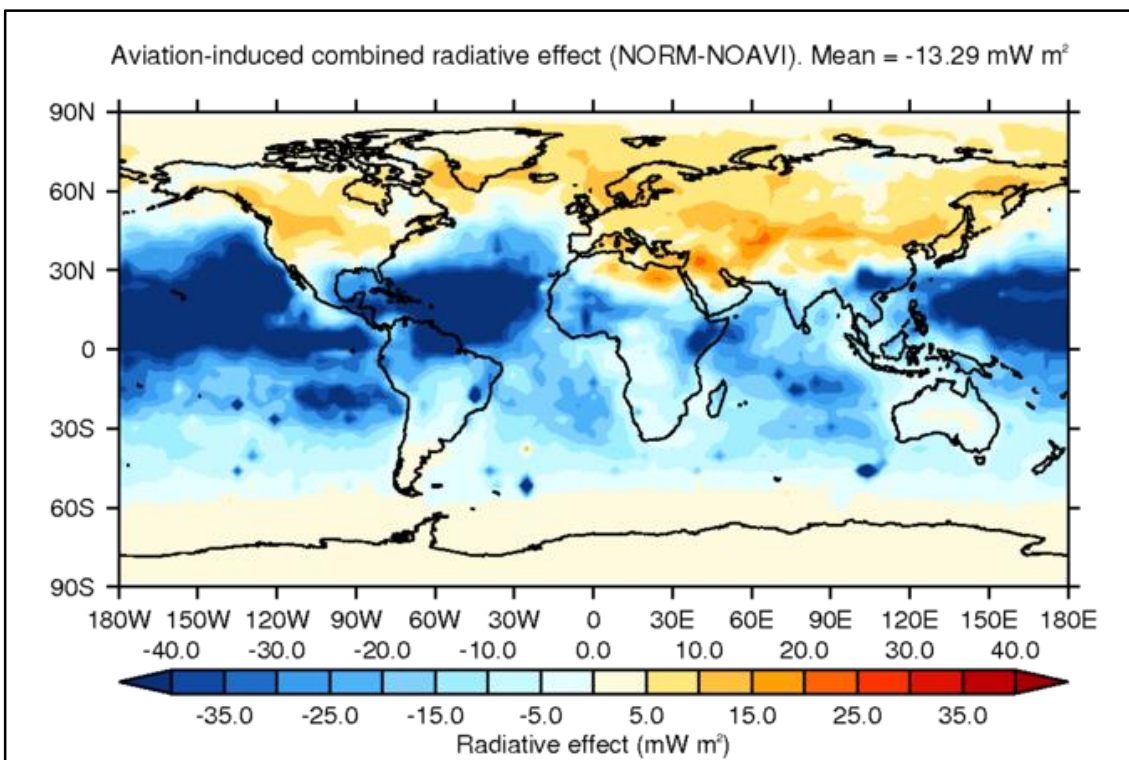 Aviation-induced combined radiative effect (NORM-NOAVI). Mean = -13.29 mW m²
90N
60N
30N
0
30S
60S
90S
180W 150W 120W 90W 60W 30W 0 30E 60E 90E 120E 150E 180E
-40.0 -30.0 -20.0 -10.0 0.0 10.0 20.0 30.0 40.0
-35.0 -25.0 -15.0 -5.0 5.0 15.0 25.0 35.0
Radiative effect (mW m²)